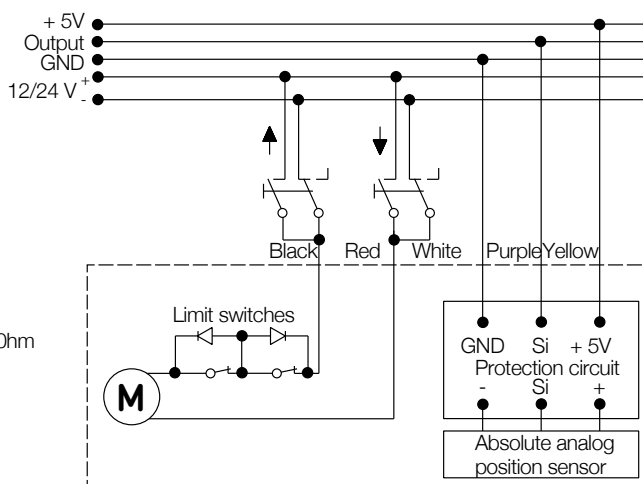 + 5V
Output
GND
+
12/24 V
-
Black Red White Purple Yellow
Limit switches
Ohm
M
GND Si + 5V
Protection circuit
- Si +
Absolute analog
position sensor